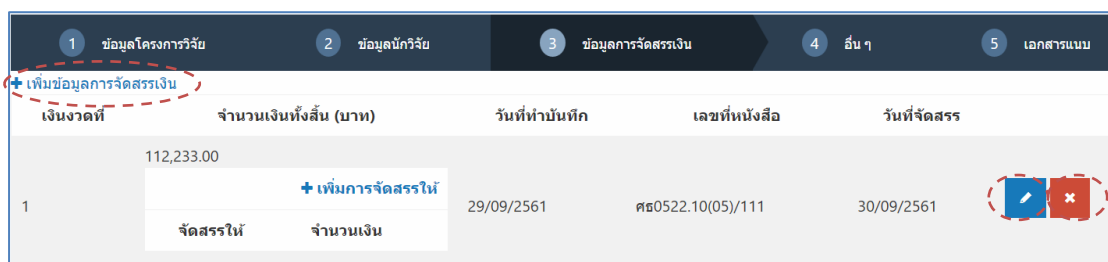 1 ข้อมูลโครงการวิจัย 2 ข้อมูลนักวิจัย 3 ข้อมูลการจัดสรรเงิน 4 อื่น ๆ 5 เอกสารแนบ
+ เพิ่มข้อมูลการจัดสรรเงิน
เงินงวดที่ จำนวนเงินทั้งสิ้น (บาท) วันที่ทำบันทึก เลขที่หนังสือ วันที่จัดสรร
112,233.00
+ เพิ่มการจัดสรรให้
1 29/09/2561 ศธ0522.10(05)/111 30/09/2561
จัดสรรให้ จำนวนเงิน